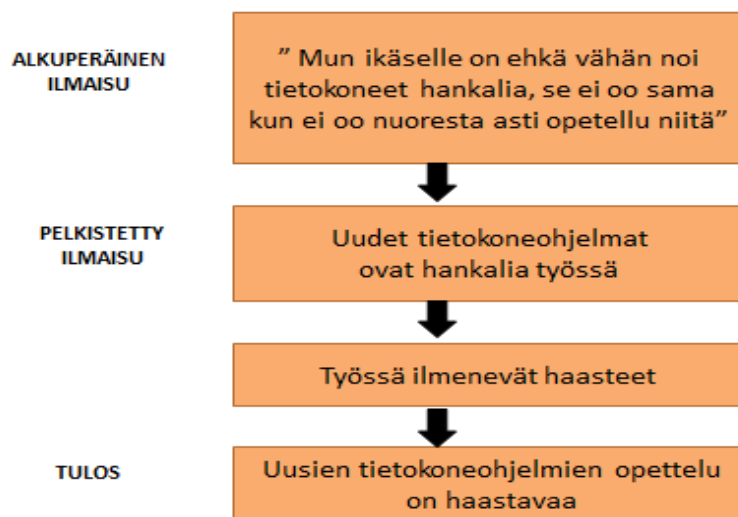 ALKUPERÄINEN
ILMAISU
” Mun ikäselle on ehkä vähän noi
tietokoneet hankalia, se ei oo sama
kun ei oo nuoresta asti opetellu niitä”
PELKISTETTY
ILMAISU
Uudet tietokoneohjelmat
ovat hankalia työssä
Työssä ilmenevät haasteet
TULOS
Uusien tietokoneohjelmien opettelu
on haastavaa